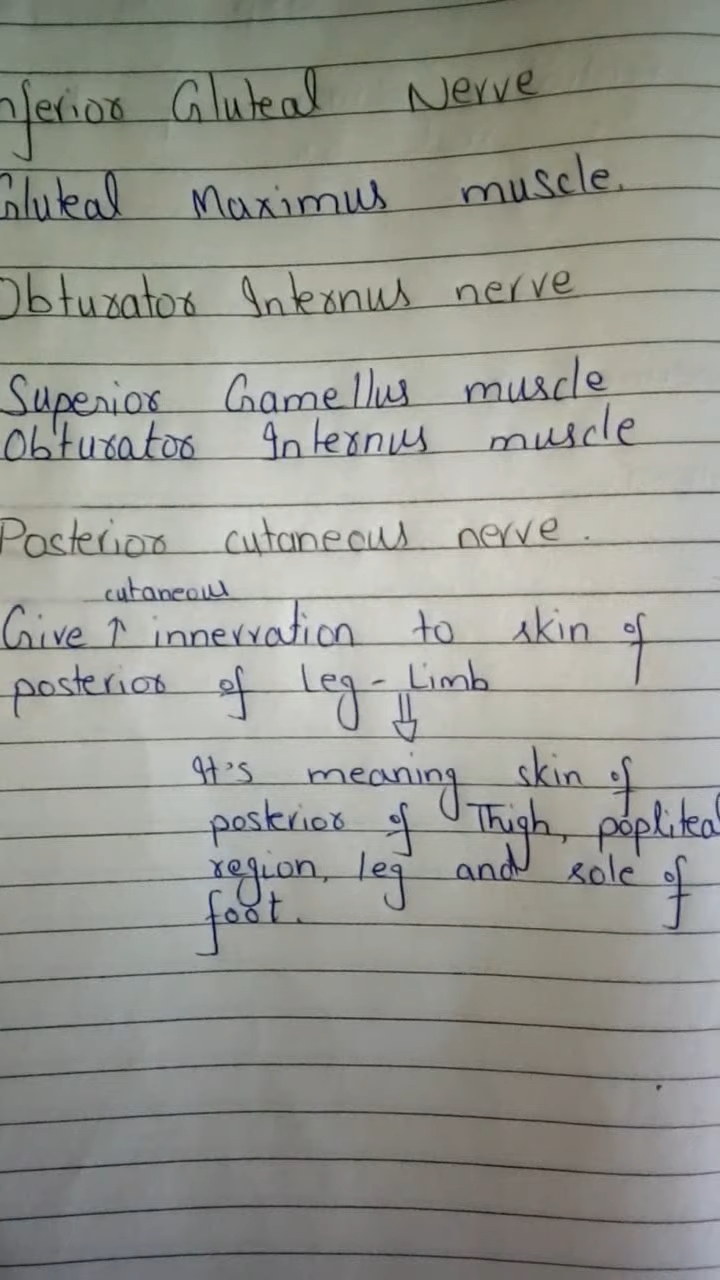 nferior Gluteal Nerve
Gluteal Maximus muscle.
Obturator Internus nerve
Superior Gamellus muscle
Obturator Internus muscle
Posterior cutaneous nerve.
cutaneous
Give ↑ innervation to skin of
posterior of leg - Limb
⇓
It's meaning skin of
posterior of Thigh, popliteal
region, leg and sole of
foot.